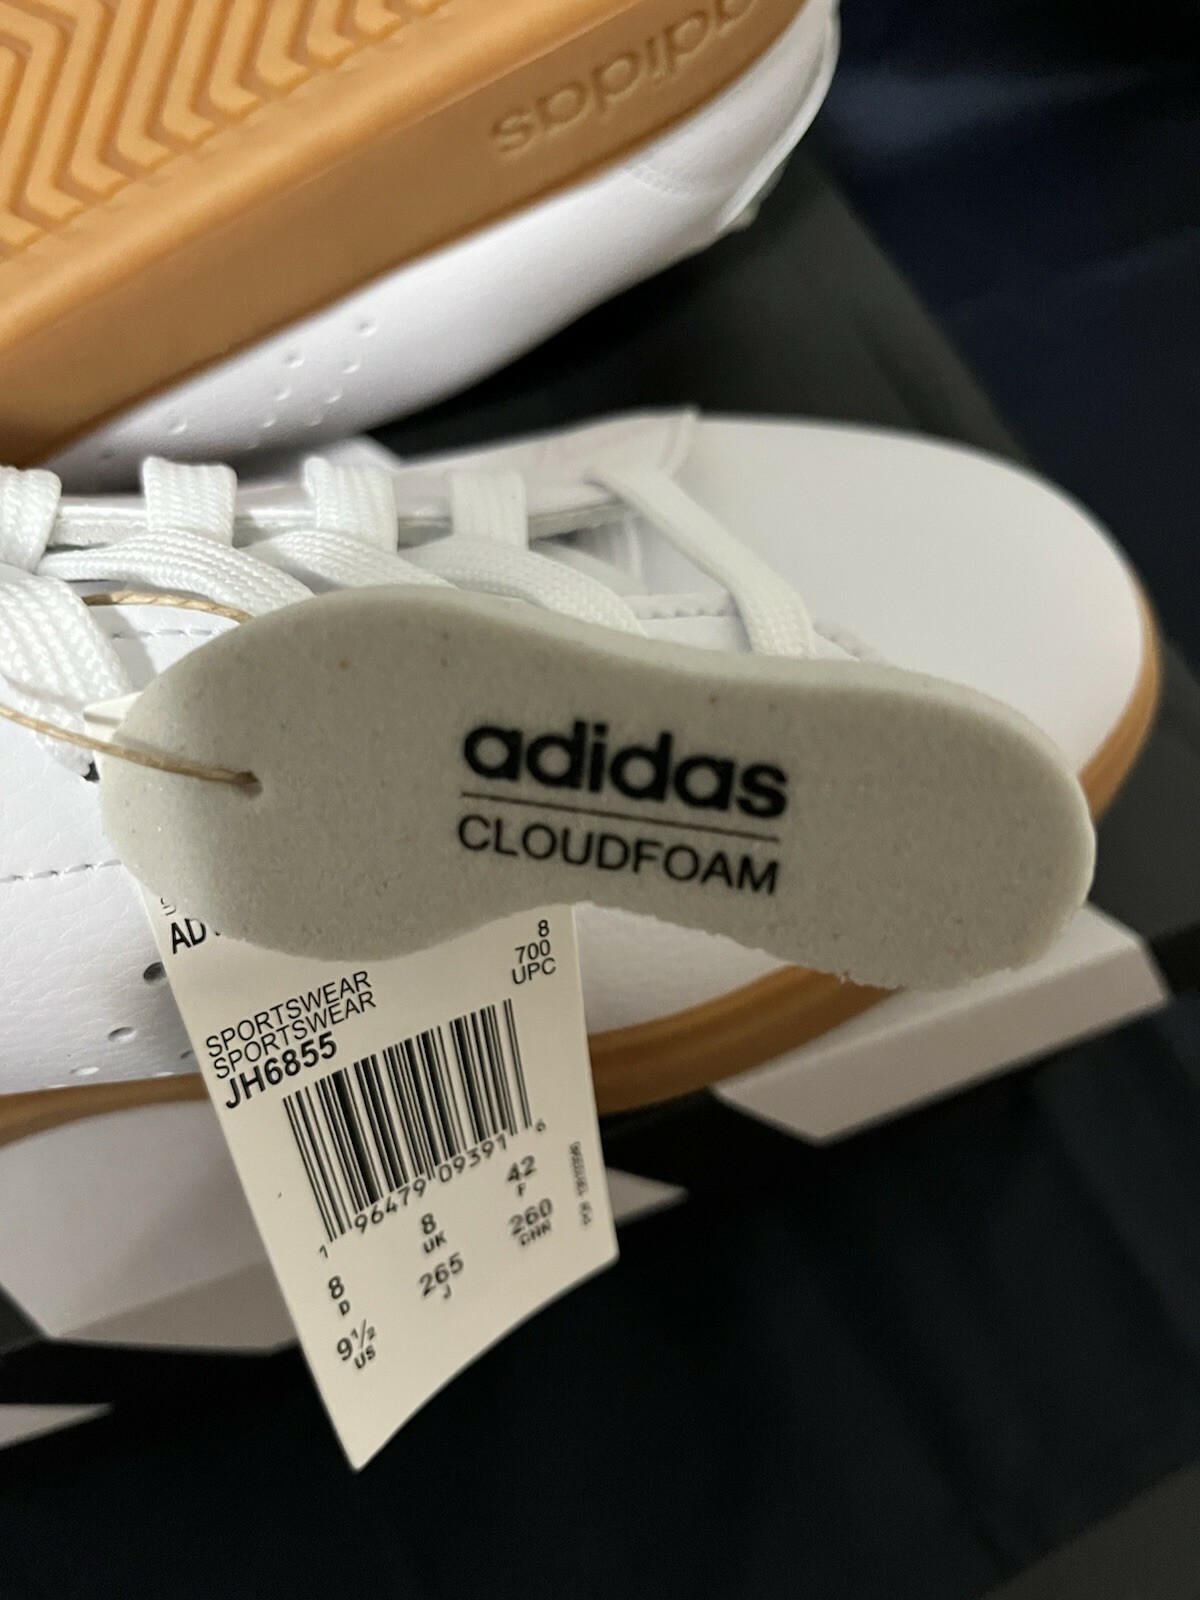 adidas
adidas
CLOUDFOAM
8
700
UPC
SPORTSWEAR
SPORTSWEAR
JH6855
1 96479 09391 6
8
D
8
UK
42
F
9½
US
265
J
260
CHN